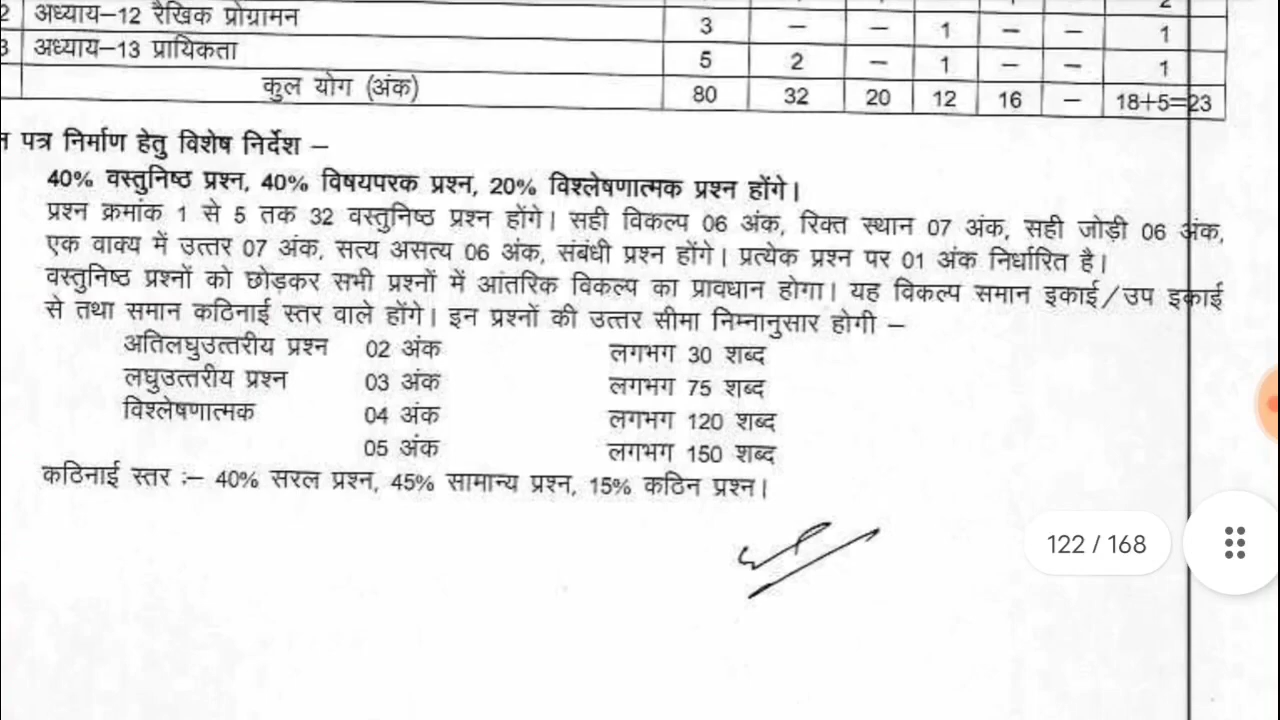 2 अध्याय–12 रैखिक प्रोग्रामन 3 – – 1 – – 1
3 अध्याय–13 प्रायिकता 5 2 – 1 – – 1
कुल योग (अंक) 80 32 20 12 16 – 18+5=23
न पत्र निर्माण हेतु विशेष निर्देश –
40% वस्तुनिष्ठ प्रश्न, 40% विषयपरक प्रश्न, 20% विश्लेषणात्मक प्रश्न होंगे।
प्रश्न क्रमांक 1 से 5 तक 32 वस्तुनिष्ठ प्रश्न होंगे। सही विकल्प 06 अंक, रिक्त स्थान 07 अंक, सही जोड़ी 06 अंक,
एक वाक्य में उत्तर 07 अंक, सत्य असत्य 06 अंक, संबंधी प्रश्न होंगे। प्रत्येक प्रश्न पर 01 अंक निर्धारित है।
वस्तुनिष्ठ प्रश्नों को छोड़कर सभी प्रश्नों में आंतरिक विकल्प का प्रावधान होगा। यह विकल्प समान इकाई/उप इकाई
से तथा समान कठिनाई स्तर वाले होंगे। इन प्रश्नों की उत्तर सीमा निम्नानुसार होगी –
अतिलघुउत्तरीय प्रश्न 02 अंक लगभग 30 शब्द
लघुउत्तरीय प्रश्न 03 अंक लगभग 75 शब्द
विश्लेषणात्मक 04 अंक लगभग 120 शब्द
05 अंक लगभग 150 शब्द
कठिनाई स्तर :– 40% सरल प्रश्न, 45% सामान्य प्रश्न, 15% कठिन प्रश्न।
122 / 168